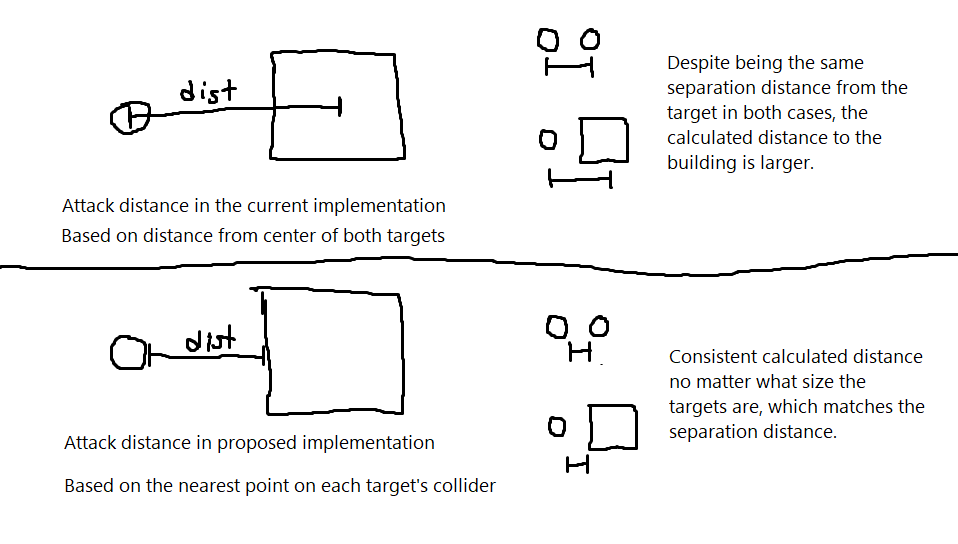 dist
Despite being the same
separation distance from the
target in both cases, the
calculated distance to the
building is larger.
Attack distance in the current implementation
Based on distance from center of both targets
dist
Consistent calculated distance
no matter what size the
targets are, which matches the
separation distance.
Attack distance in proposed implementation
Based on the nearest point on each target's collider